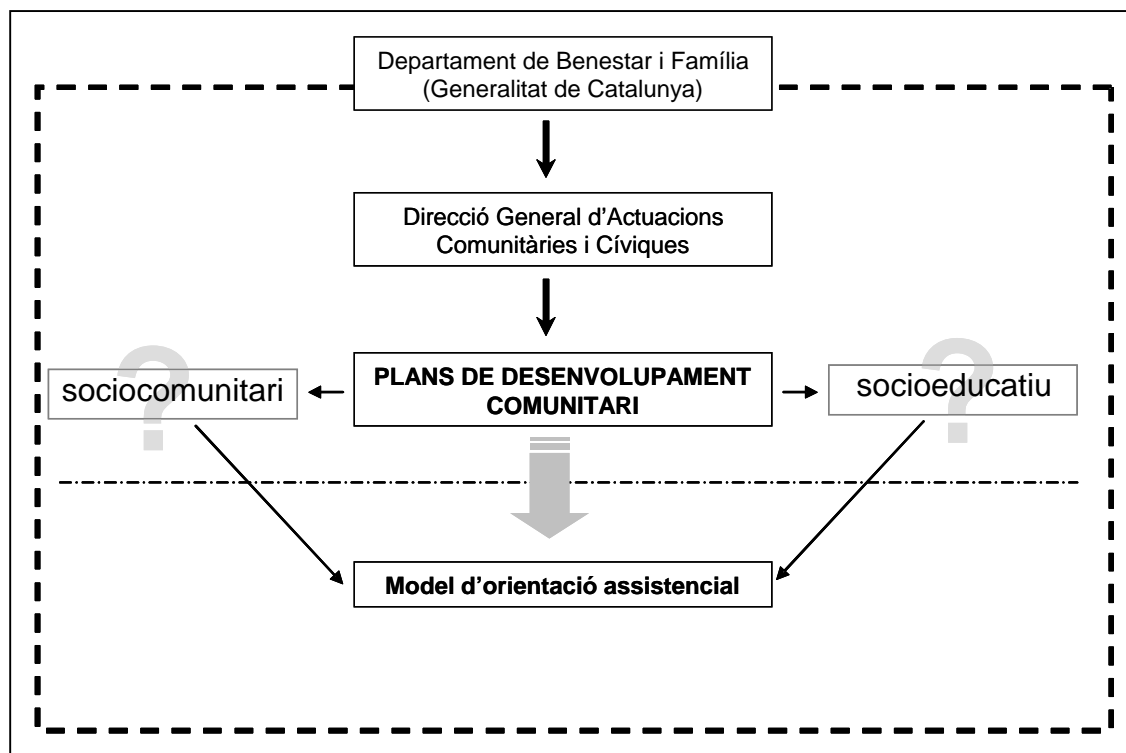 Departament de Benestar i Família
(Generalitat de Catalunya)
Direcció General d'Actuacions
Comunitàries i Cíviques
?
?
sociocomunitari
PLANS DE DESENVOLUPAMENT
COMUNITARI
socioeducatiu
Model d'orientació assistencial